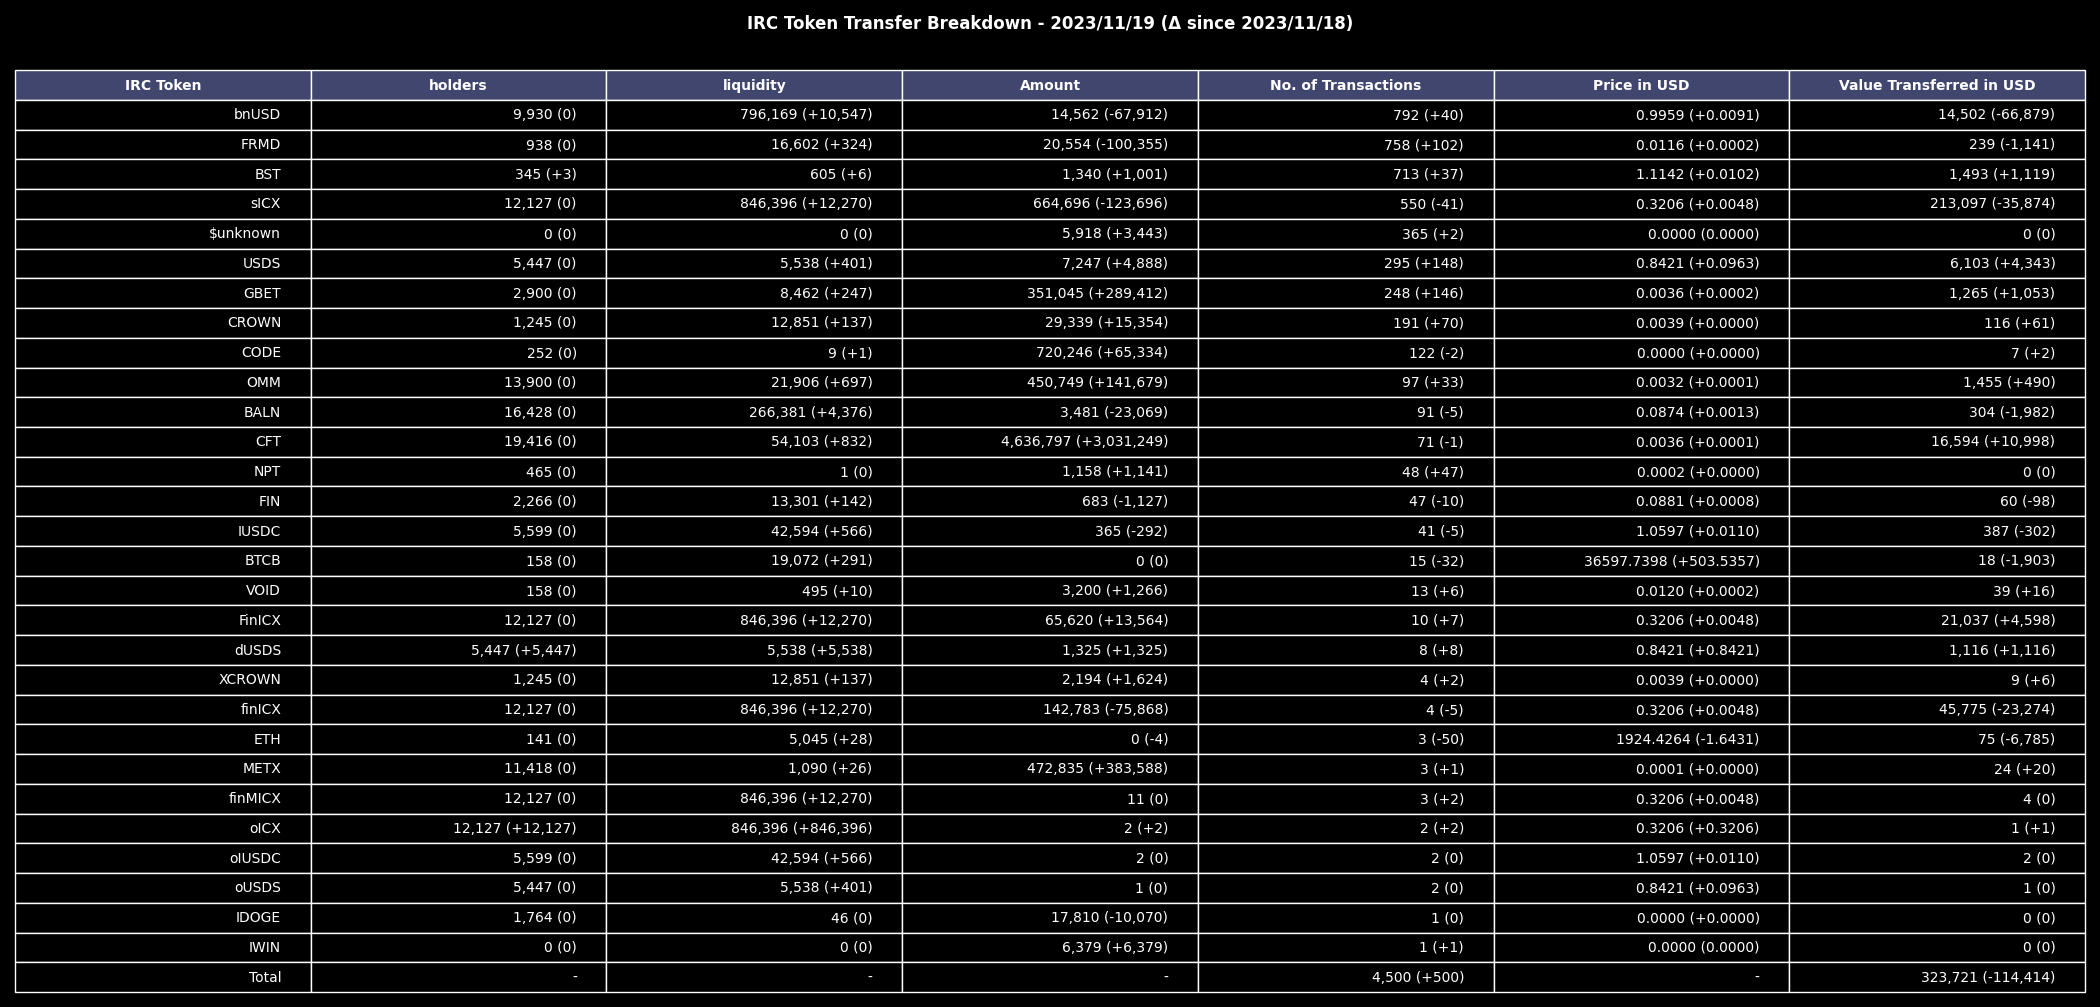 IRC Token Transfer Breakdown - 2023/11/19 (Δ since 2023/11/18)
IRC Token holders liquidity Amount No. of Transactions Price in USD Value Transferred in USD
bnUSD 9,930 (0) 796,169 (+10,547) 14,562 (-67,912) 792 (+40) 0.9959 (+0.0091) 14,502 (-66,879)
FRMD 938 (0) 16,602 (+324) 20,554 (-100,355) 758 (+102) 0.0116 (+0.0002) 239 (-1,141)
BST 345 (+3) 605 (+6) 1,340 (+1,001) 713 (+37) 1.1142 (+0.0102) 1,493 (+1,119)
sICX 12,127 (0) 846,396 (+12,270) 664,696 (-123,696) 550 (-41) 0.3206 (+0.0048) 213,097 (-35,874)
$unknown 0 (0) 0 (0) 5,918 (+3,443) 365 (+2) 0.0000 (0.0000) 0 (0)
USDS 5,447 (0) 5,538 (+401) 7,247 (+4,888) 295 (+148) 0.8421 (+0.0963) 6,103 (+4,343)
GBET 2,900 (0) 8,462 (+247) 351,045 (+289,412) 248 (+146) 0.0036 (+0.0002) 1,265 (+1,053)
CROWN 1,245 (0) 12,851 (+137) 29,339 (+15,354) 191 (+70) 0.0039 (+0.0000) 116 (+61)
CODE 252 (0) 9 (+1) 720,246 (+65,334) 122 (-2) 0.0000 (+0.0000) 7 (+2)
OMM 13,900 (0) 21,906 (+697) 450,749 (+141,679) 97 (+33) 0.0032 (+0.0001) 1,455 (+490)
BALN 16,428 (0) 266,381 (+4,376) 3,481 (-23,069) 91 (-5) 0.0874 (+0.0013) 304 (-1,982)
CFT 19,416 (0) 54,103 (+832) 4,636,797 (+3,031,249) 71 (-1) 0.0036 (+0.0001) 16,594 (+10,998)
NPT 465 (0) 1 (0) 1,158 (+1,141) 48 (+47) 0.0002 (+0.0000) 0 (0)
FIN 2,266 (0) 13,301 (+142) 683 (-1,127) 47 (-10) 0.0881 (+0.0008) 60 (-98)
IUSDC 5,599 (0) 42,594 (+566) 365 (-292) 41 (-5) 1.0597 (+0.0110) 387 (-302)
BTCB 158 (0) 19,072 (+291) 0 (0) 15 (-32) 36597.7398 (+503.5357) 18 (-1,903)
VOID 158 (0) 495 (+10) 3,200 (+1,266) 13 (+6) 0.0120 (+0.0002) 39 (+16)
FinICX 12,127 (0) 846,396 (+12,270) 65,620 (+13,564) 10 (+7) 0.3206 (+0.0048) 21,037 (+4,598)
dUSDS 5,447 (+5,447) 5,538 (+5,538) 1,325 (+1,325) 8 (+8) 0.8421 (+0.8421) 1,116 (+1,116)
XCROWN 1,245 (0) 12,851 (+137) 2,194 (+1,624) 4 (+2) 0.0039 (+0.0000) 9 (+6)
finICX 12,127 (0) 846,396 (+12,270) 142,783 (-75,868) 4 (-5) 0.3206 (+0.0048) 45,775 (-23,274)
ETH 141 (0) 5,045 (+28) 0 (-4) 3 (-50) 1924.4264 (-1.6431) 75 (-6,785)
METX 11,418 (0) 1,090 (+26) 472,835 (+383,588) 3 (+1) 0.0001 (+0.0000) 24 (+20)
finMICX 12,127 (0) 846,396 (+12,270) 11 (0) 3 (+2) 0.3206 (+0.0048) 4 (0)
oICX 12,127 (+12,127) 846,396 (+846,396) 2 (+2) 2 (+2) 0.3206 (+0.3206) 1 (+1)
oIUSDC 5,599 (0) 42,594 (+566) 2 (0) 2 (0) 1.0597 (+0.0110) 2 (0)
oUSDS 5,447 (0) 5,538 (+401) 1 (0) 2 (0) 0.8421 (+0.0963) 1 (0)
IDOGE 1,764 (0) 46 (0) 17,810 (-10,070) 1 (0) 0.0000 (+0.0000) 0 (0)
IWIN 0 (0) 0 (0) 6,379 (+6,379) 1 (+1) 0.0000 (0.0000) 0 (0)
Total - - - 4,500 (+500) - 323,721 (-114,414)